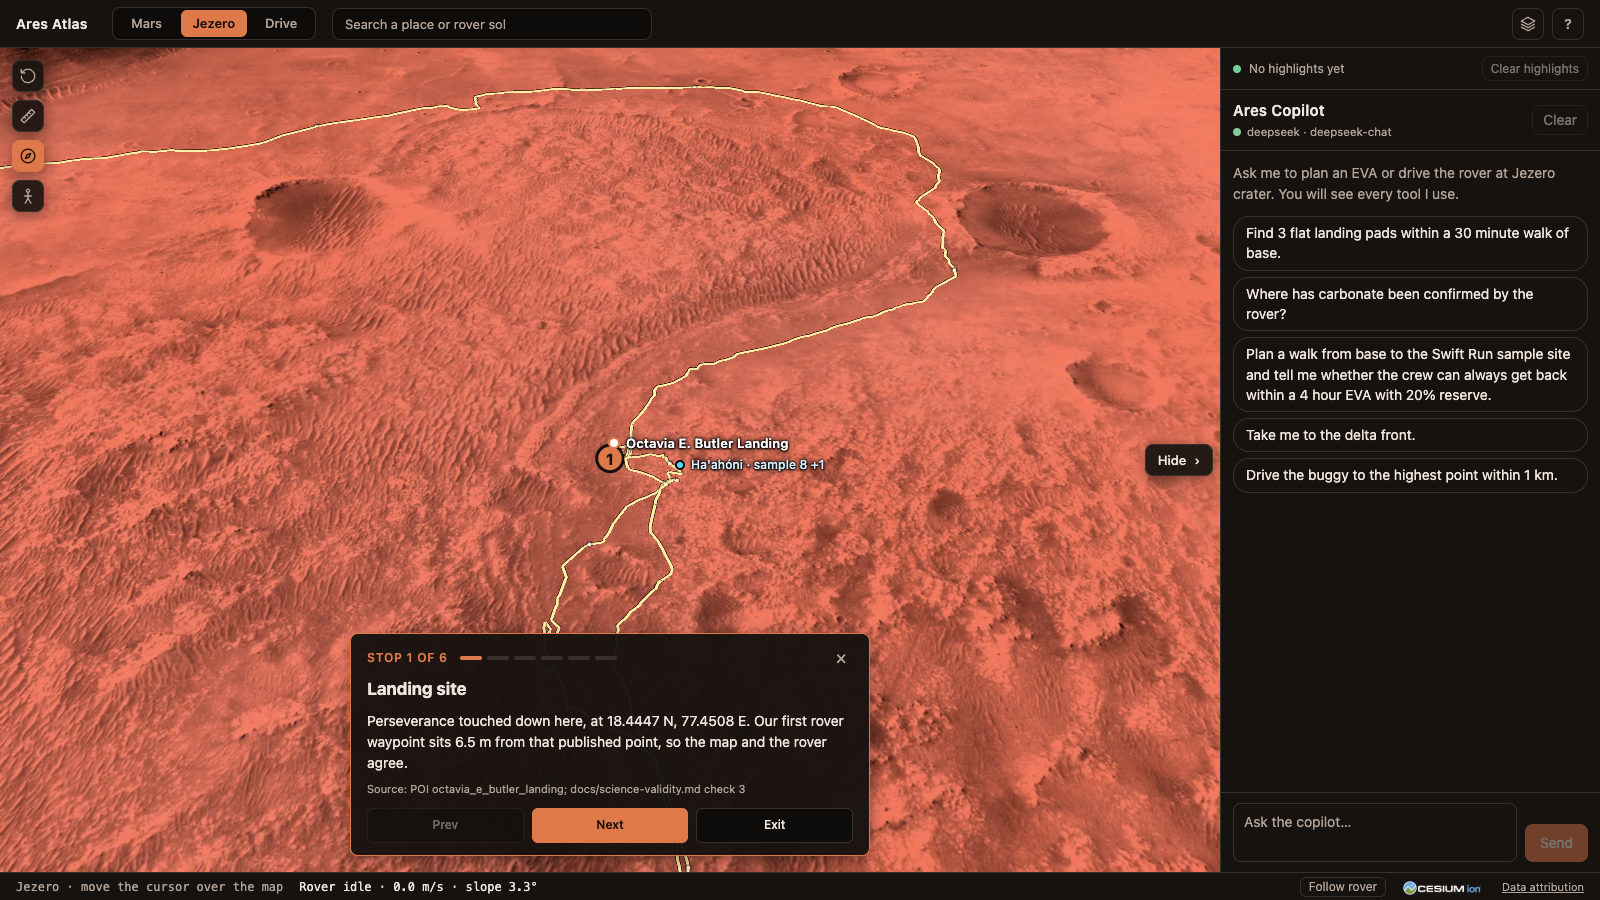 Ares Atlas
Mars
Jezero
Drive
Search a place or rover sol
?
No highlights yet
Clear highlights
Ares Copilot
deepseek · deepseek-chat
Clear
Ask me to plan an EVA or drive the rover at Jezero
crater. You will see every tool I use.
Find 3 flat landing pads within a 30 minute walk of
base.
Where has carbonate been confirmed by the
rover?
Plan a walk from base to the Swift Run sample site
and tell me whether the crew can always get back
within a 4 hour EVA with 20% reserve.
Take me to the delta front.
Drive the buggy to the highest point within 1 km.
Hide ›
Octavia E. Butler Landing
1
Ha'ahóni · sample 8 +1
STOP 1 OF 6
×
Landing site
Perseverance touched down here, at 18.4447 N, 77.4508 E. Our first rover
waypoint sits 6.5 m from that published point, so the map and the rover
agree.
Source: POI octavia_e_butler_landing; docs/science-validity.md check 3
Prev
Next
Exit
Ask the copilot...
Send
Jezero · move the cursor over the map
Rover idle · 0.0 m/s · slope 3.3°
Follow rover
CESIUM ion
Data attribution